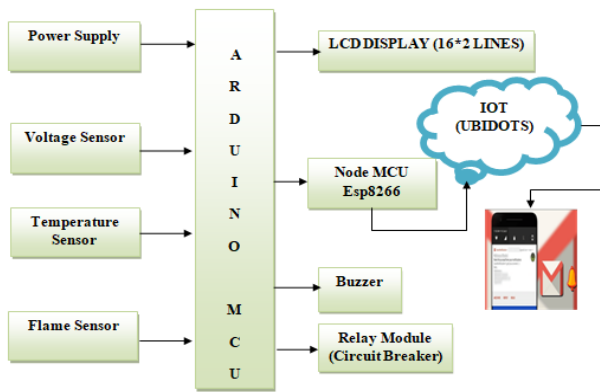 Power Supply
Voltage Sensor
Temperature
Sensor
Flame Sensor
A
R
D
U
I
N
O
M
C
U
LCD DISPLAY (16*2 LINES)
IOT
(UBIDOTS)
Node MCU
Esp8266
Buzzer
Relay Module
(Circuit Breaker)